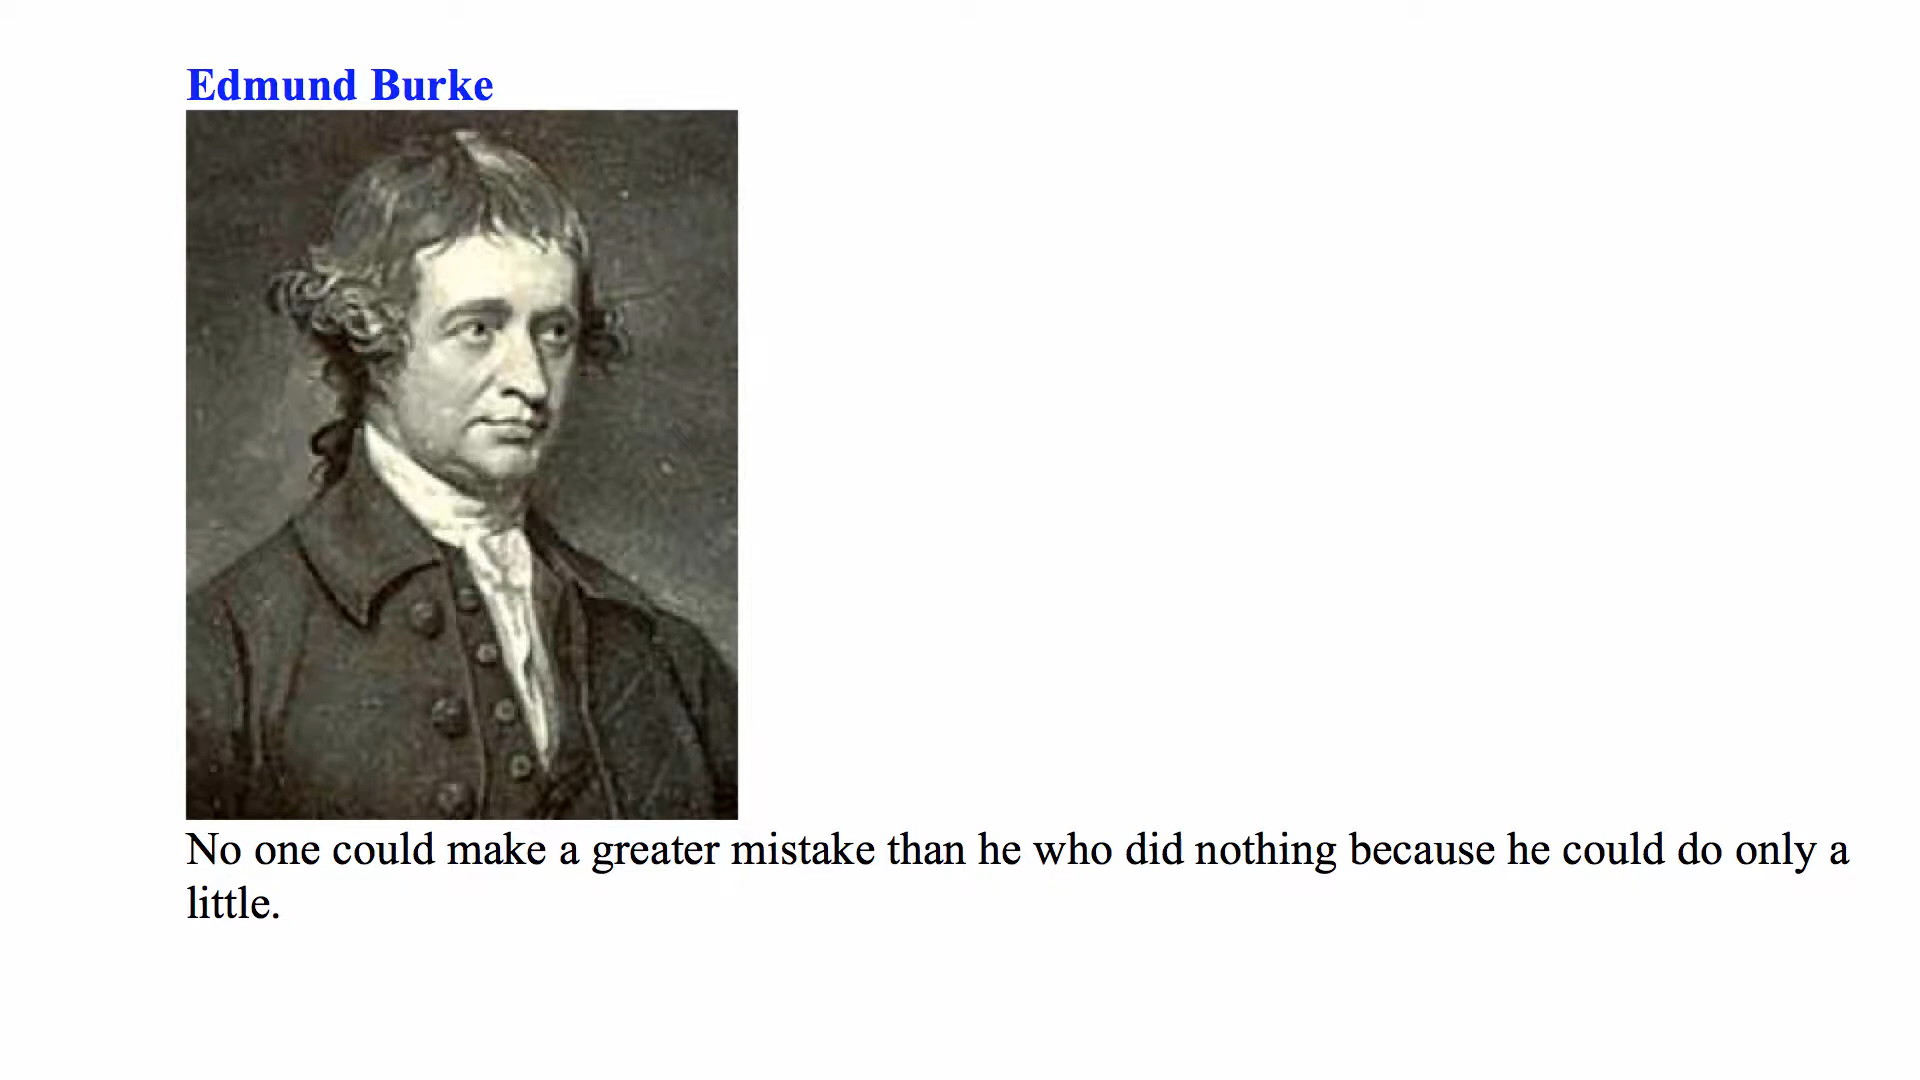 Edmund Burke
No one could make a greater mistake than he who did nothing because he could do only a
little.